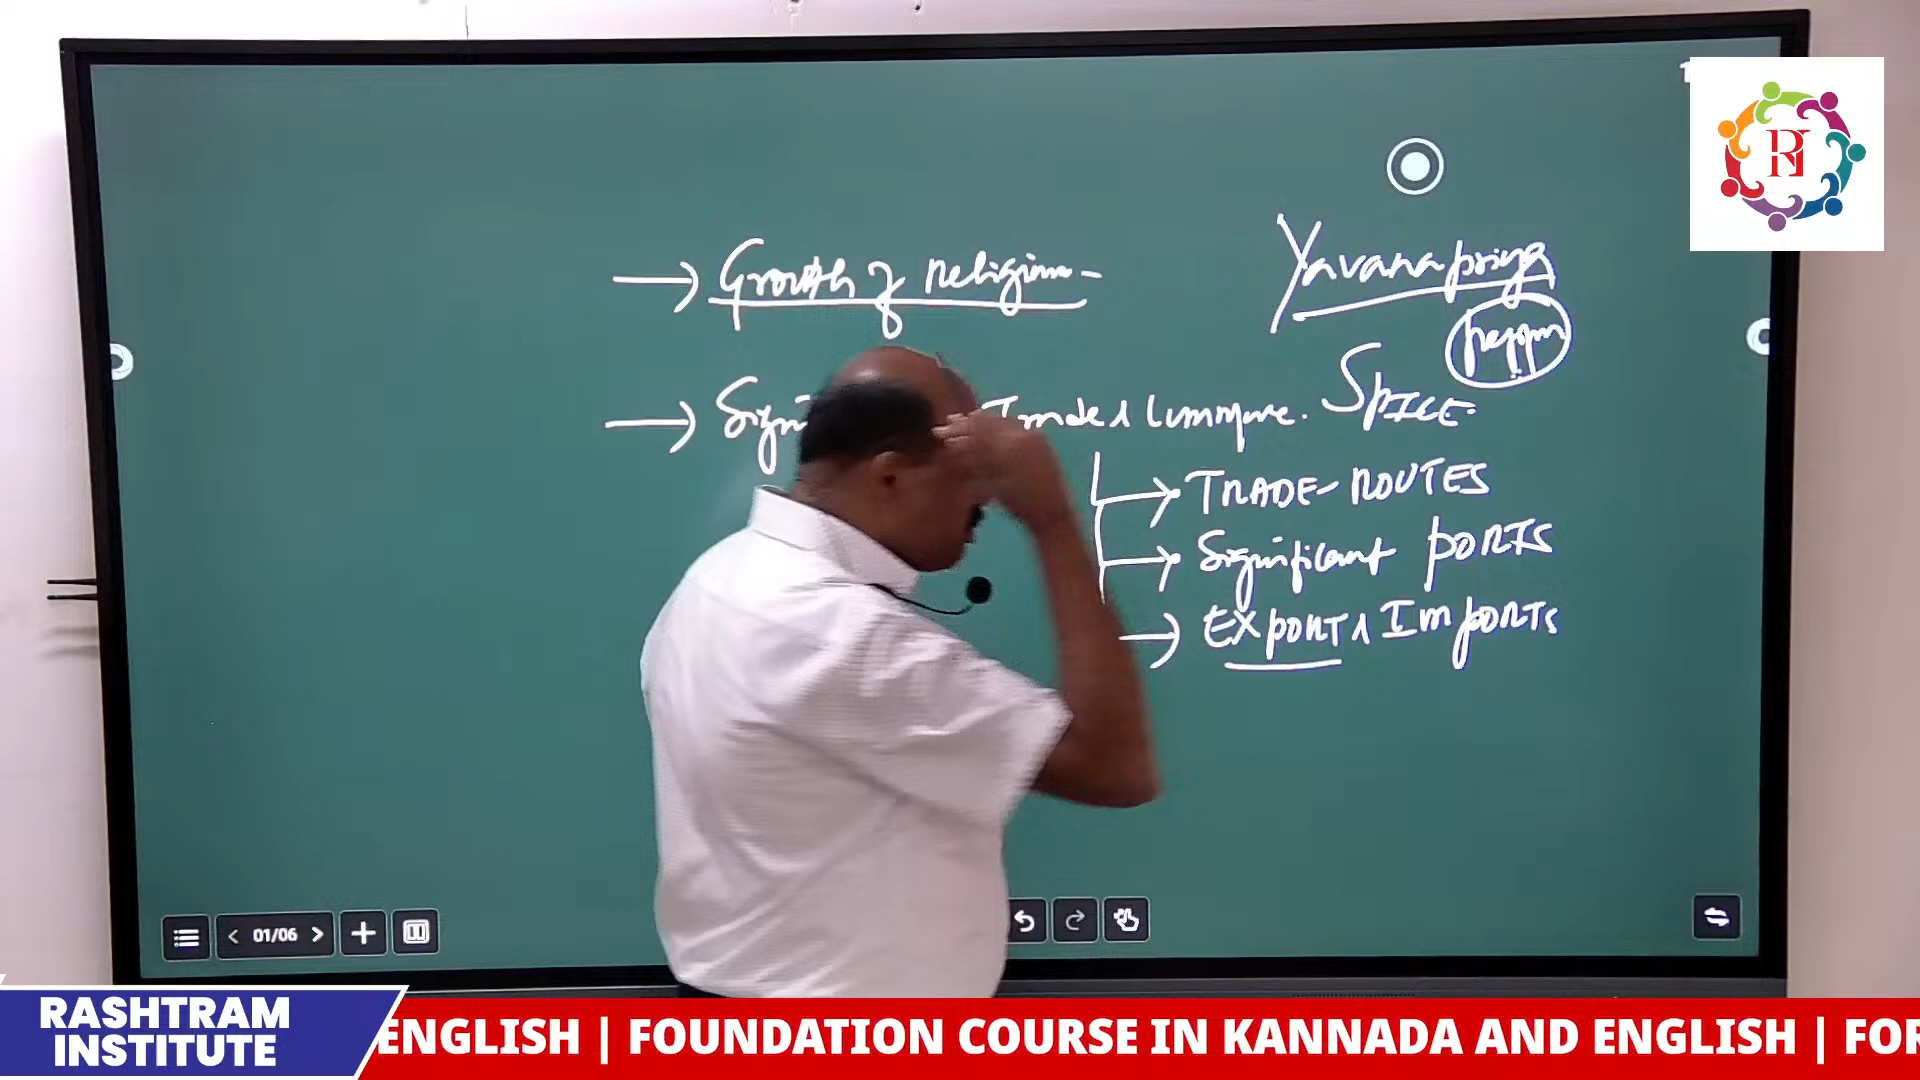 → Growth of Religion -
Yavanapriya
pepper
→ Trade & Commerce. SPICE.
→ TRADE-ROUTES
→ Significant PORTS
→ EXPORT & IMPORTS
RI
01/06
RASHTRAM
INSTITUTE
ENGLISH | FOUNDATION COURSE IN KANNADA AND ENGLISH | FOR